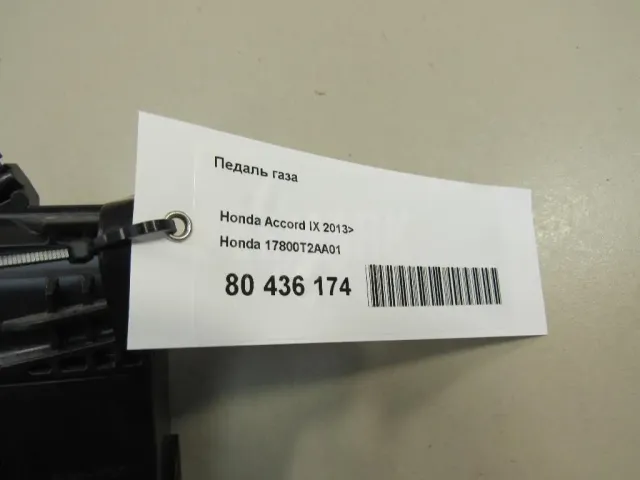 Педаль газа
Honda Accord IX 2013>
Honda 17800T2AA01
80 436 174